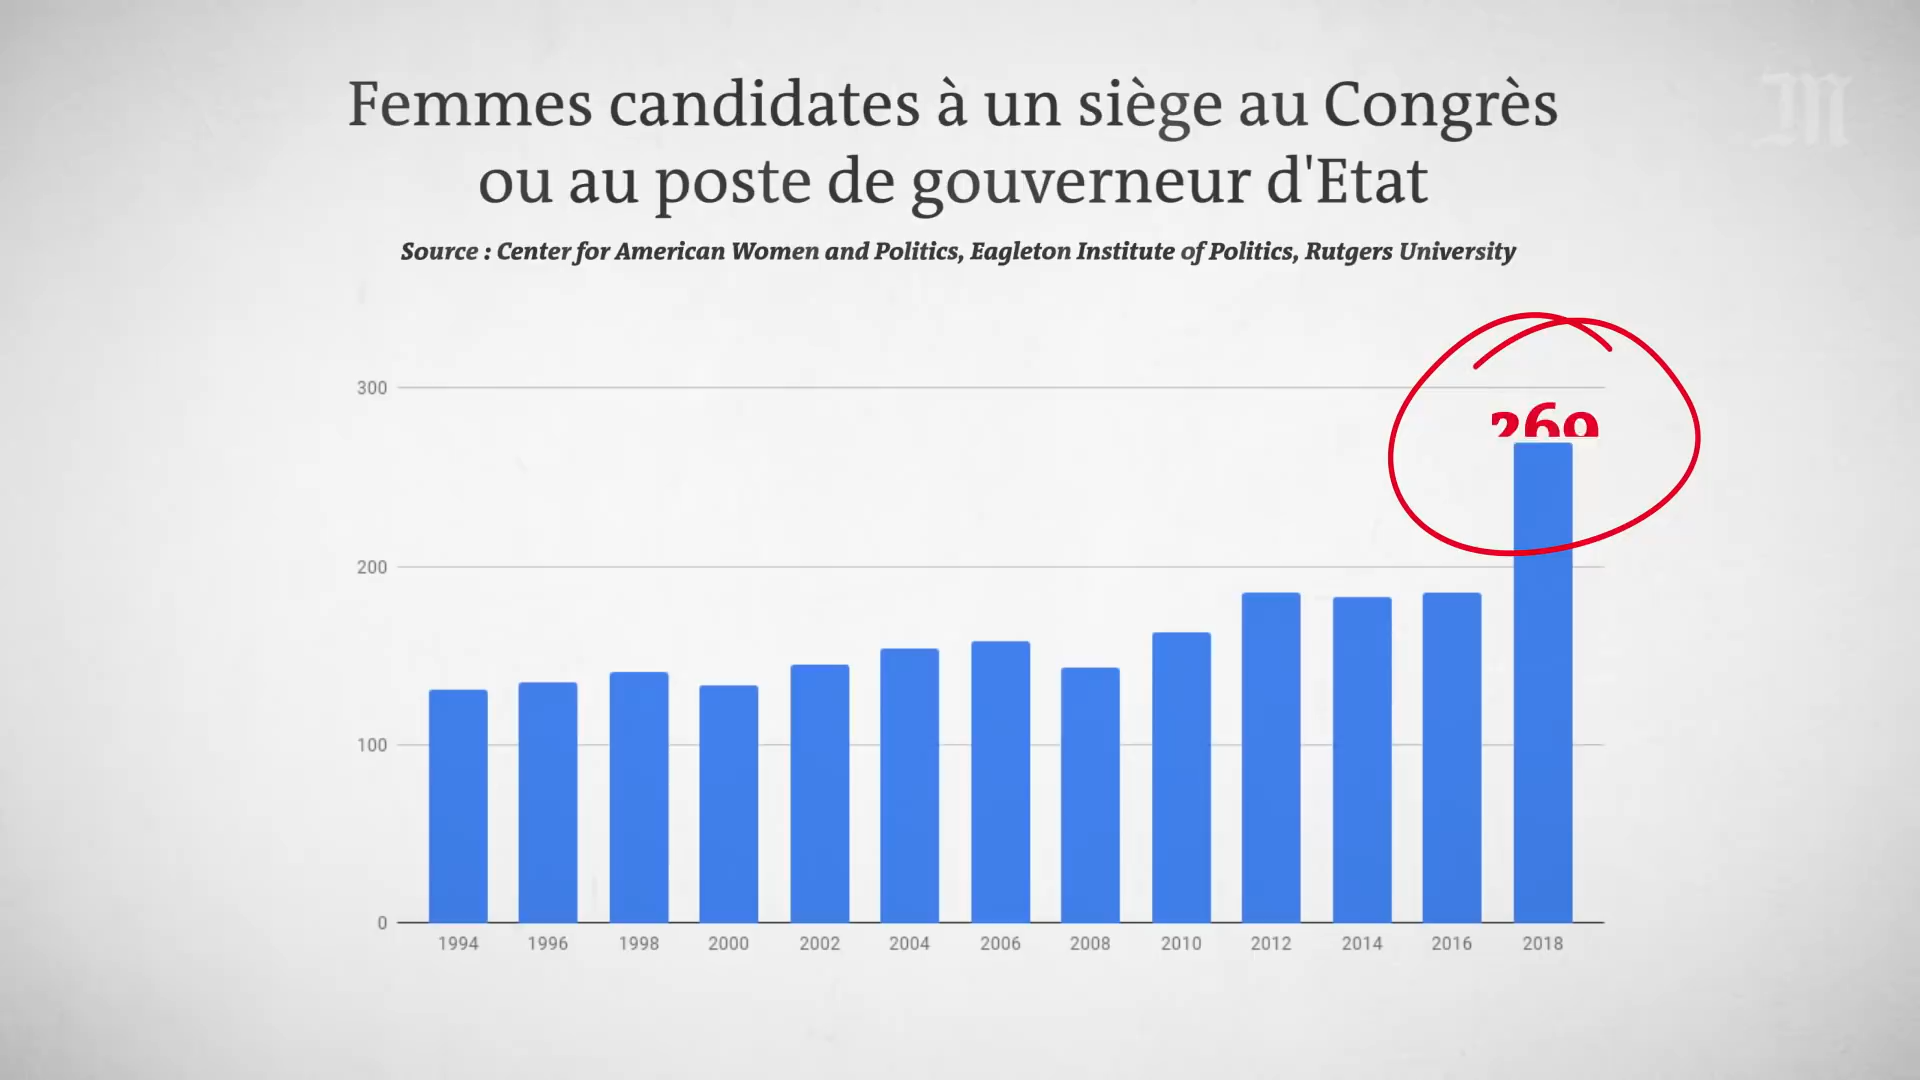 Femmes candidates à un siège au Congrès
ou au poste de gouverneur d'Etat
Source : Center for American Women and Politics, Eagleton Institute of Politics, Rutgers University
300
269
200
100
0
1994 1996 1998 2000 2002 2004 2006 2008 2010 2012 2014 2016 2018
M